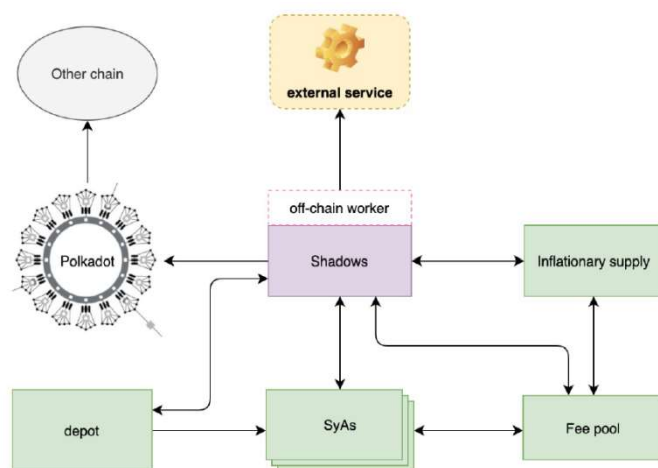 Other chain
external service
off-chain worker
Polkadot
Shadows
Inflationary supply
depot
SyAs
Fee pool